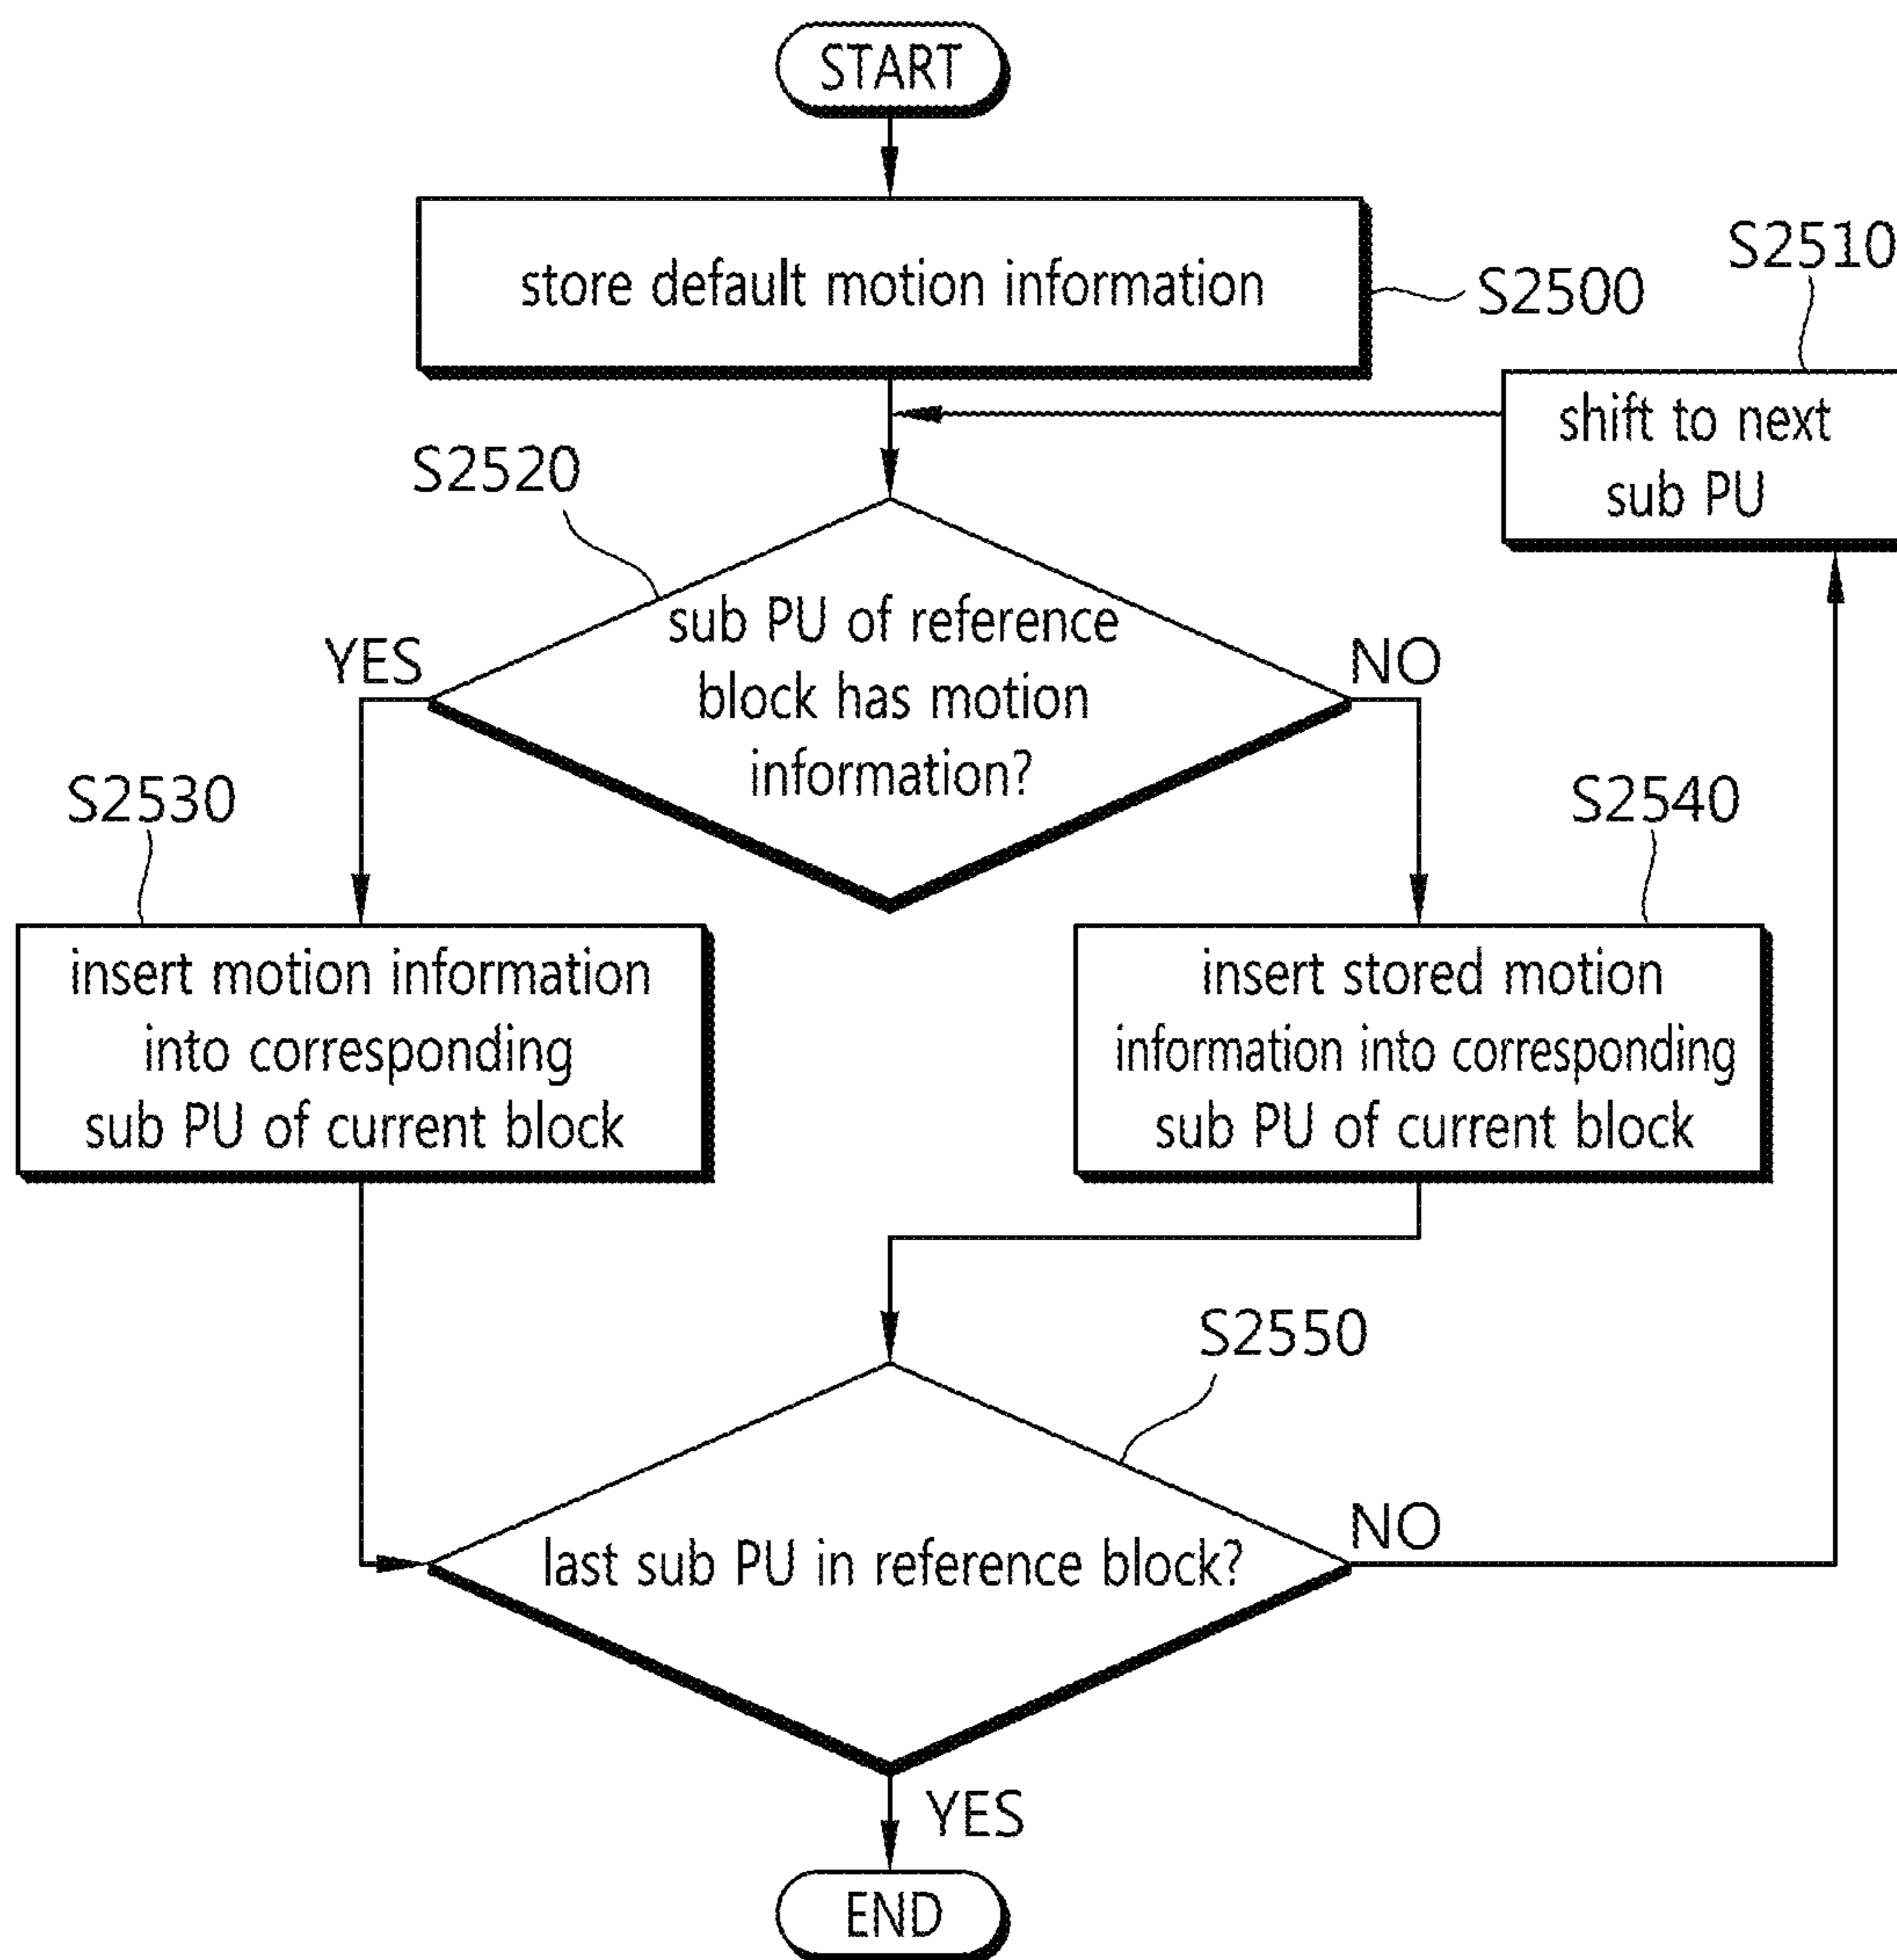 START
store default motion information
S2500
S2510
shift to next
sub PU
S2520
sub PU of reference
block has motion
information?
YES
NO
S2530
S2540
insert motion information
into corresponding
sub PU of current block
insert stored motion
information into corresponding
sub PU of current block
S2550
last sub PU in reference block?
NO
YES
END